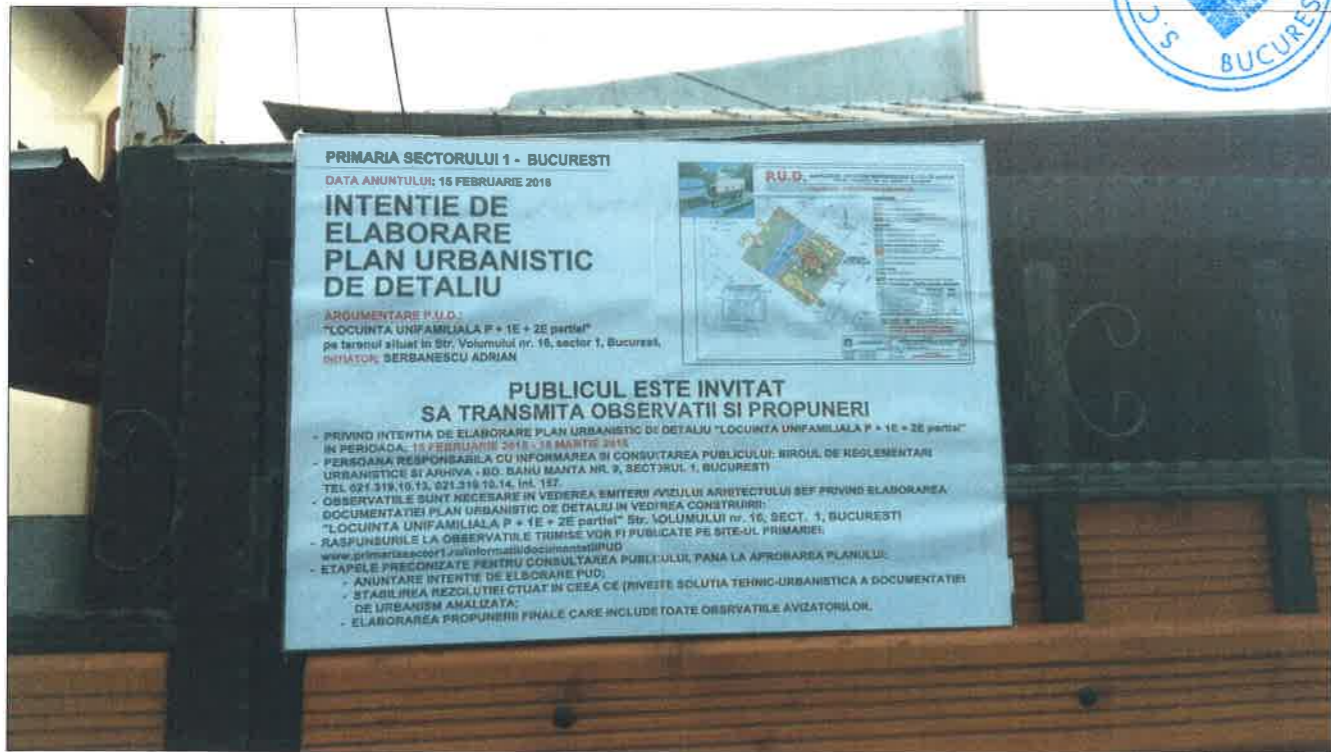 S.C.
BUCURES
PRIMARIA SECTORULUI 1 - BUCURESTI
DATA ANUNTULUI: 15 FEBRUARIE 2018
INTENTIE DE
ELABORARE
PLAN URBANISTIC
DE DETALIU
ARGUMENTARE P.U.D.:
"LOCUINTA UNIFAMILIALA P + 1E + 2E partial"
pe terenul situat in Str. Volumului nr. 16, sector 1, Bucuresti,
INITIATOR: SERBANESCU ADRIAN
P.U.D.
PUBLICUL ESTE INVITAT
SA TRANSMITA OBSERVATII SI PROPUNERI
- PRIVIND INTENTIA DE ELABORARE PLAN URBANISTIC DE DETALIU "LOCUINTA UNIFAMILIALA P + 1E + 2E partial"
IN PERIOADA: 15 FEBRUARIE 2018 - MARTIE 2018
- PERSOANA RESPONSABILA CU INFORMAREA SI CONSULTAREA PUBLICULUI: BIROUL DE REGLEMENTARI
URBANISTICE SI ARHIVA - BD. BANU MANTA NR. 9, SECTORUL 1, BUCURESTI
TEL 021.319.10.13, 021.319.10.14, int. 157
- OBSERVATIILE SUNT NECESARE IN VEDEREA EMITERII AVIZULUI ARHITECTULUI SEF PRIVIND ELABORAREA
DOCUMENTATIEI PLAN URBANISTIC DE DETALIU IN VEDEREA CONSTRUIRII:
"LOCUINTA UNIFAMILIALA P + 1E + 2E partial" Str. VOLUMULUI nr. 16, SECT. 1, BUCURESTI
- RASPUNSURILE LA OBSERVATIILE TRIMISE VOR FI PUBLICATE PE SITE-UL PRIMARIEI:
www.primariasector1.ro/informatii/documentatiiPUD
- ETAPELE PRECONIZATE PENTRU CONSULTAREA PUBLICULUI, PANA LA APROBAREA PLANULUI:
- ANUNTARE INTENTIE DE ELBORARE PUD;
- STABILIREA REZOLUTIEI CTUAT IN CEEA CE PRIVEITE SOLUTIA TEHNIC-URBANISTICA A DOCUMENTATIEI
DE URBANISM ANALIZATA;
- ELABORAREA PROPUNERII FINALE CARE INCLUDETOATE OBSRVATIILE AVIZATORILOR.